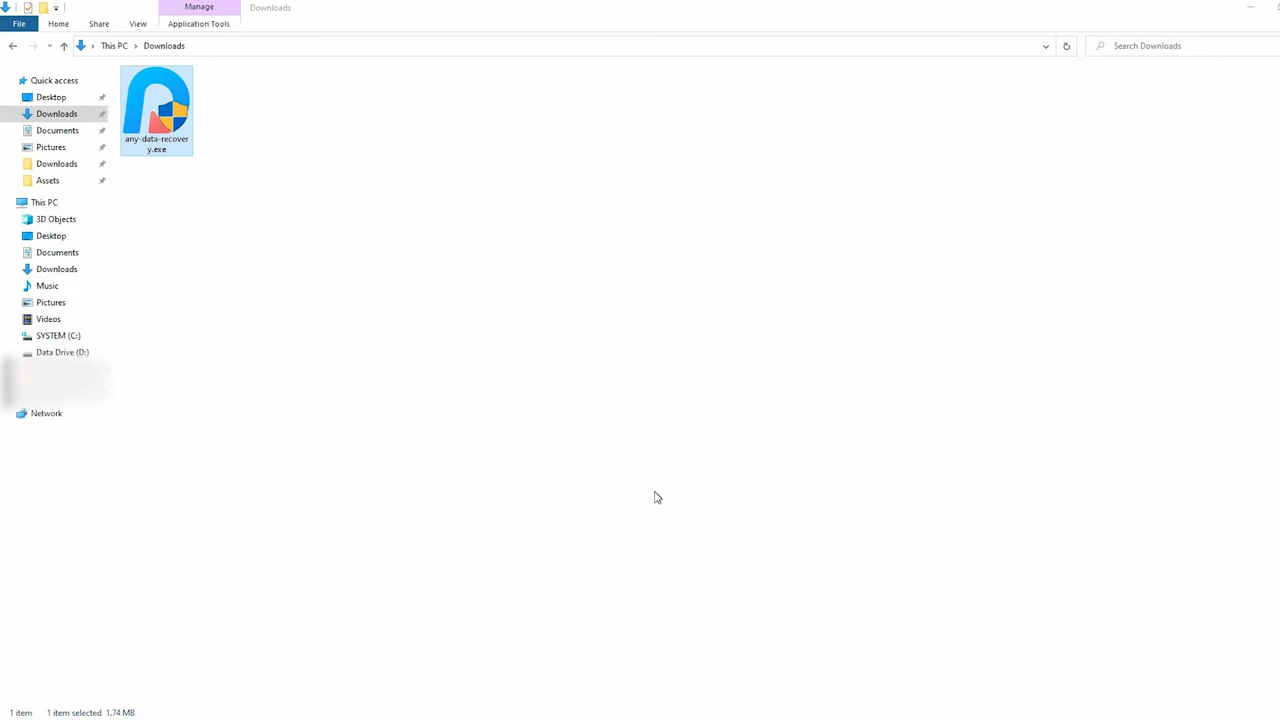 Manage
Downloads
File
Home
Share
View
Application Tools
This PC
Downloads
Search Downloads
Quick access
Desktop
Downloads
Documents
Pictures
Downloads
Assets
This PC
3D Objects
Desktop
Documents
Downloads
Music
Pictures
Videos
SYSTEM (C:)
Data Drive (D:)
Network
any-data-recover
y.exe
1 item
1 item selected
1.74 MB